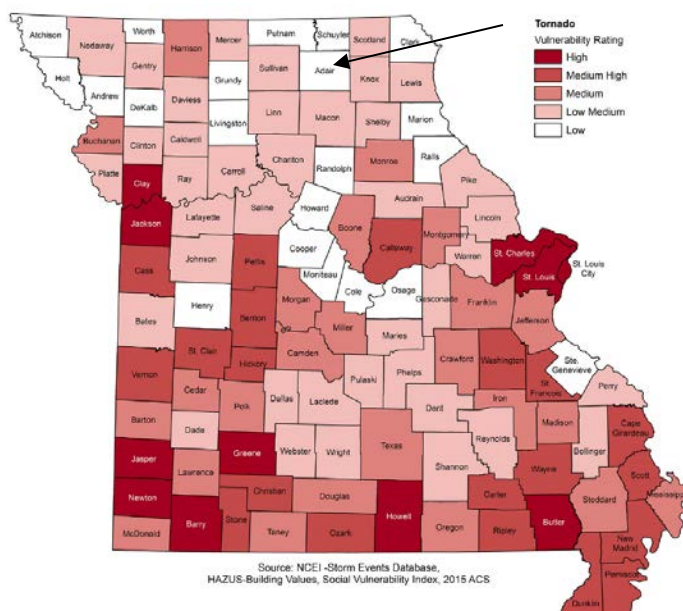 Tornado
Vulnerability Rating
High
Medium High
Medium
Low Medium
Low
Atchison
Nodaway
Worth
Harrison
Mercer
Putnam
Schuyler
Scotland
Clark
Holt
Gentry
Grundy
Sullivan
Adair
Knox
Lewis
Andrew
DeKalb
Daviess
Livingston
Linn
Macon
Shelby
Marion
Buchanan
Clinton
Caldwell
Chariton
Randolph
Monroe
Ralls
Platte
Clay
Ray
Carroll
Pike
Jackson
Lafayette
Saline
Howard
Audrain
Boone
Callaway
Montgomery
Lincoln
Warren
St. Charles
St. Louis
St. Louis
City
Cass
Johnson
Pettis
Cooper
Moniteau
Cole
Osage
Gasconade
Franklin
Jefferson
Bates
Henry
Benton
Morgan
Miller
Maries
Vernon
St. Clair
Hickory
Camden
Pulaski
Phelps
Crawford
Washington
St.
Francois
Ste.
Genevieve
Perry
Cedar
Polk
Dallas
Laclede
Dent
Iron
Madison
Bollinger
Cape
Girardeau
Barton
Dade
Webster
Wright
Texas
Reynolds
Shannon
Wayne
Scott
Mississippi
Jasper
Greene
Lawrence
Christian
Douglas
Carter
Stoddard
Newton
Barry
Stone
Taney
Ozark
Howell
Oregon
Ripley
Butler
New
Madrid
McDonald
Pemiscot
Dunklin
Source: NCEI -Storm Events Database,
HAZUS-Building Values, Social Vulnerability Index, 2015 ACS